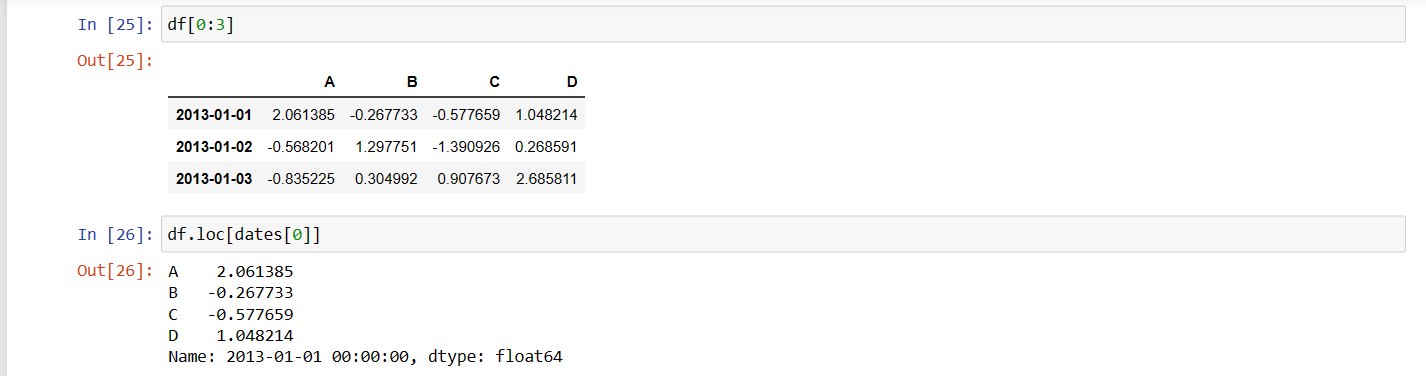 In [25]: df[0:3]
Out[25]:
A B C D
2013-01-01 2.061385 -0.267733 -0.577659 1.048214
2013-01-02 -0.568201 1.297751 -1.390926 0.268591
2013-01-03 -0.835225 0.304992 0.907673 2.685811
In [26]: df.loc[dates[0]]
Out[26]: A 2.061385
B -0.267733
C -0.577659
D 1.048214
Name: 2013-01-01 00:00:00, dtype: float64